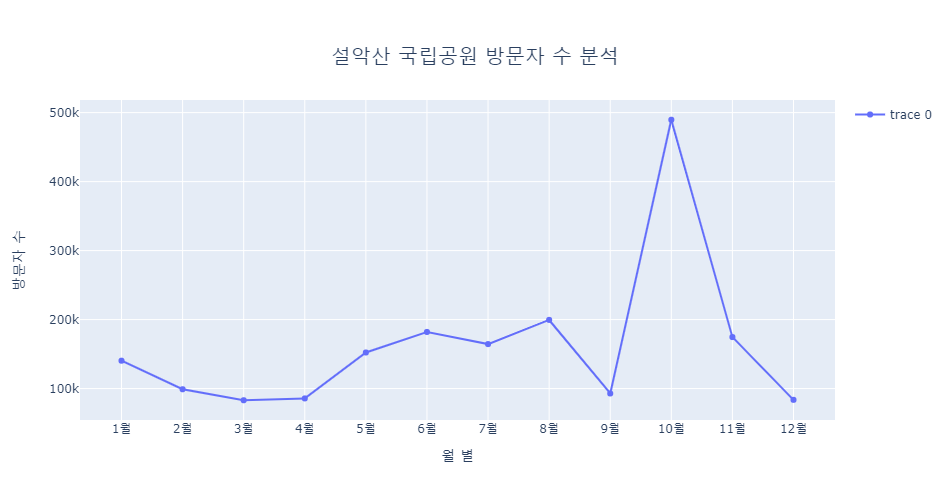 설악산 국립공원 방문자 수 분석
trace 0
500k
400k
300k
200k
100k
방문자 수
1월 2월 3월 4월 5월 6월 7월 8월 9월 10월 11월 12월
월 별